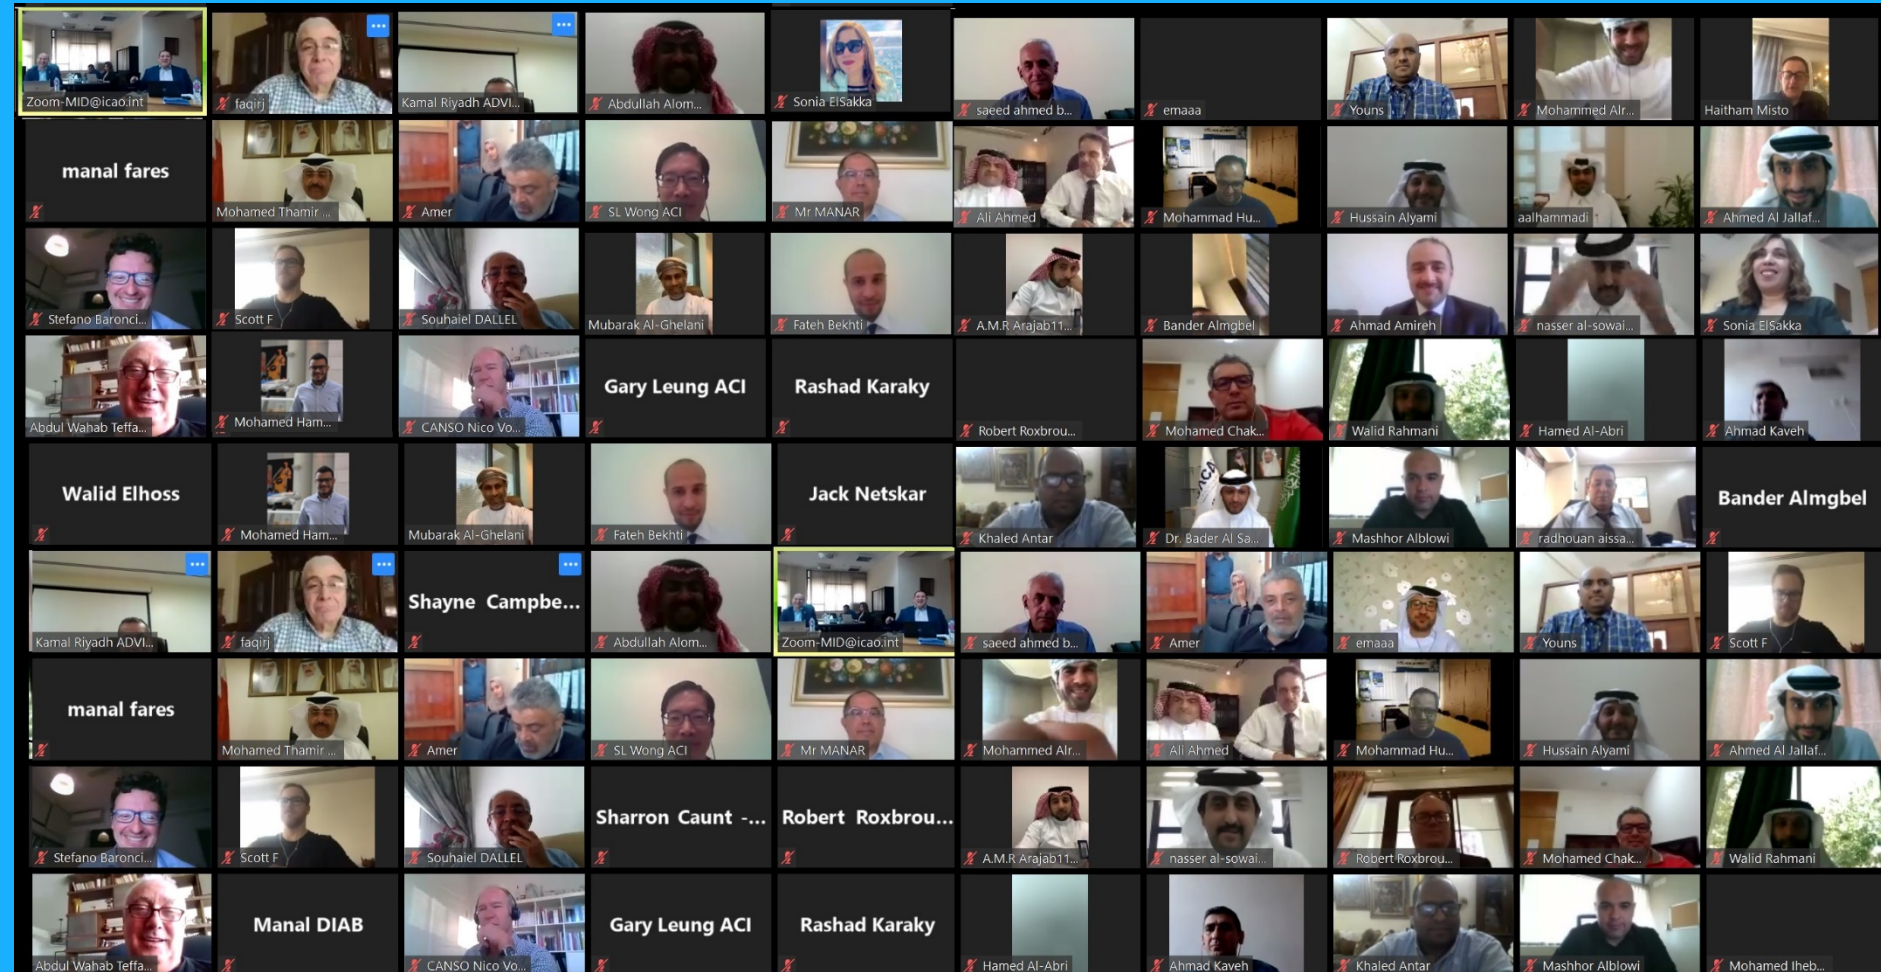 Zoom-MID@icao.int
faqirj
Kamal Riyadh ADVI...
Abdullah Alom...
Sonia ElSakka
saeed ahmed b...
emaaa
Youns
Mohammed Alr...
Haitham Misto
manal fares
Mohamed Thamir ...
Amer
SL Wong ACI
Mr MANAR
Ali Ahmed
Mohammad Hu...
Hussain Alyami
aalhammadi
Ahmed Al Jallaf...
Stefano Baronci...
Scott F
Souhaiel DALLEL
Mubarak Al-Ghelani
Fateh Bekhti
A.M.R Arajab11...
Bander Almgbel
Ahmad Amireh
nasser al-sowai...
Sonia ElSakka
Abdul Wahab Teffa...
Mohamed Ham...
CANSO Nico Vo...
Gary Leung ACI
Rashad Karaky
Robert Roxbrou...
Mohamed Chak...
Walid Rahmani
Hamed Al-Abri
Ahmad Kaveh
Walid Elhoss
Mohamed Ham...
Mubarak Al-Ghelani
Fateh Bekhti
Jack Netskar
Khaled Antar
Dr. Bader Al Sa...
Mashhor Alblowi
radhouan aissa...
Bander Almgbel
Kamal Riyadh ADVI...
faqirj
Shayne Campbe...
Abdullah Alom...
Zoom-MID@icao.int
saeed ahmed b...
Amer
emaaa
Youns
Scott F
manal fares
Mohamed Thamir ...
Amer
SL Wong ACI
Mr MANAR
Mohammed Alr...
Ali Ahmed
Mohammad Hu...
Hussain Alyami
Ahmed Al Jallaf...
Stefano Baronci...
Scott F
Souhaiel DALLEL
Sharron Caunt -...
Robert Roxbrou...
A.M.R Arajab11...
nasser al-sowai...
Robert Roxbrou...
Mohamed Chak...
Walid Rahmani
Abdul Wahab Teffa...
Manal DIAB
CANSO Nico Vo...
Gary Leung ACI
Rashad Karaky
Hamed Al-Abri
Ahmad Kaveh
Khaled Antar
Mashhor Alblowi
Mohamed Iheb...